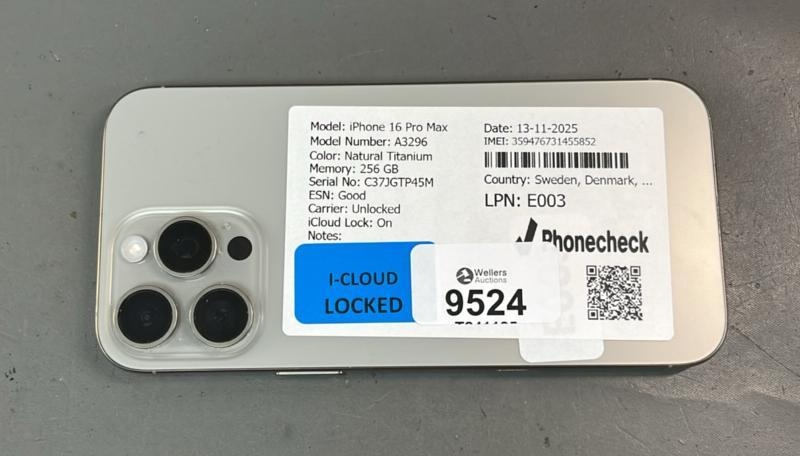 Model: iPhone 16 Pro Max
Model Number: A3296
Color: Natural Titanium
Memory: 256 GB
Serial No: C37JGTP45M
ESN: Good
Carrier: Unlocked
iCloud Lock: On
Notes:
Date: 13-11-2025
IMEI: 359476731455852
Country: Sweden, Denmark, ...
LPN: E003
Phonecheck
I-CLOUD
LOCKED
Wellers
Auctions
9524